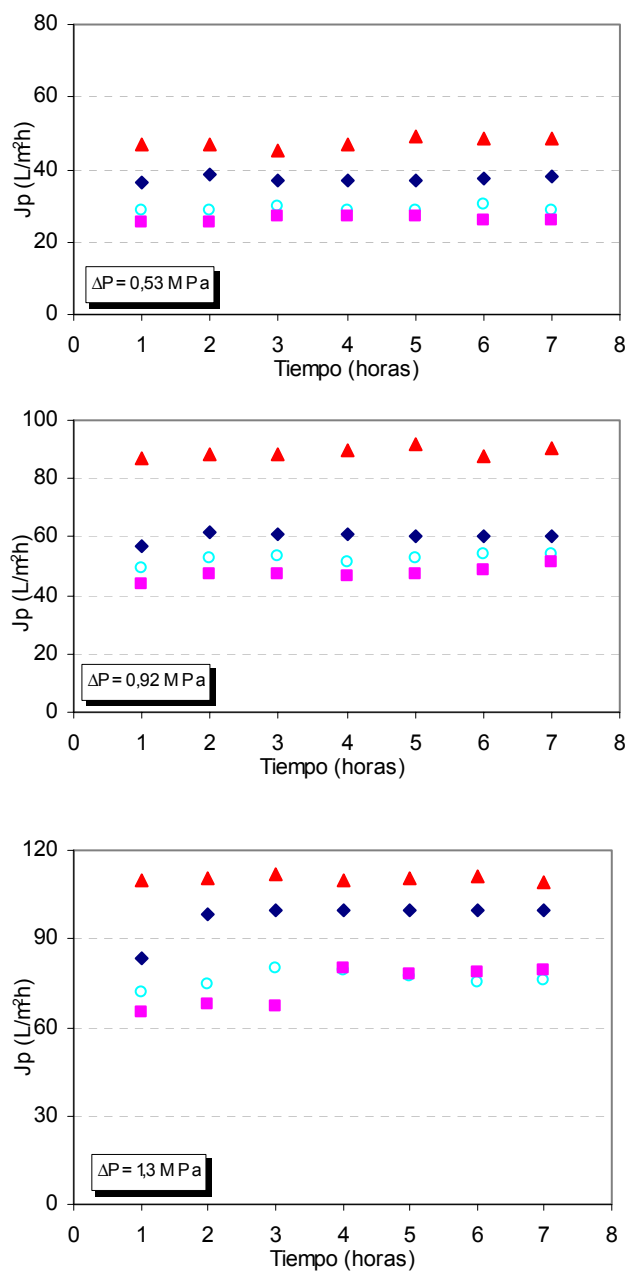 Jp (L/m²h)
80
60
40
20
0
ΔP = 0,53 M Pa
0 1 2 3 4 5 6 7 8
Tiempo (horas)
Jp (L/m²h)
100
80
60
40
20
0
ΔP = 0,92 M Pa
0 1 2 3 4 5 6 7 8
Tiempo (horas)
Jp (L/m²h)
120
90
60
30
0
ΔP = 1,3 M Pa
0 1 2 3 4 5 6 7 8
Tiempo (horas)